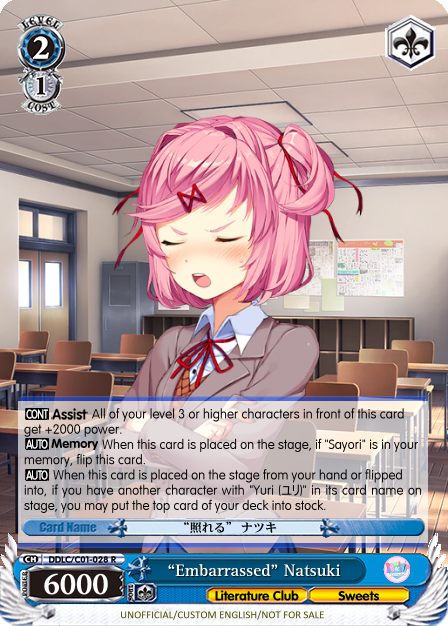 LEVEL
2
1
COST
CONT Assist All of your level 3 or higher characters in front of this card
get +2000 power.
AUTO Memory When this card is placed on the stage, if "Sayori" is in your
memory, flip this card.
AUTO When this card is placed on the stage from your hand or flipped
into, if you have another character with "Yuri (ユリ)" in its card name on
stage, you may put the top card of your deck into stock.
Card Name “照れる” ナツキ
CH DDLC/C01-028 R
POWER 6000 SOUL “Embarrassed” Natsuki
Literature Club Sweets
UNOFFICIAL/CUSTOM ENGLISH/NOT FOR SALE